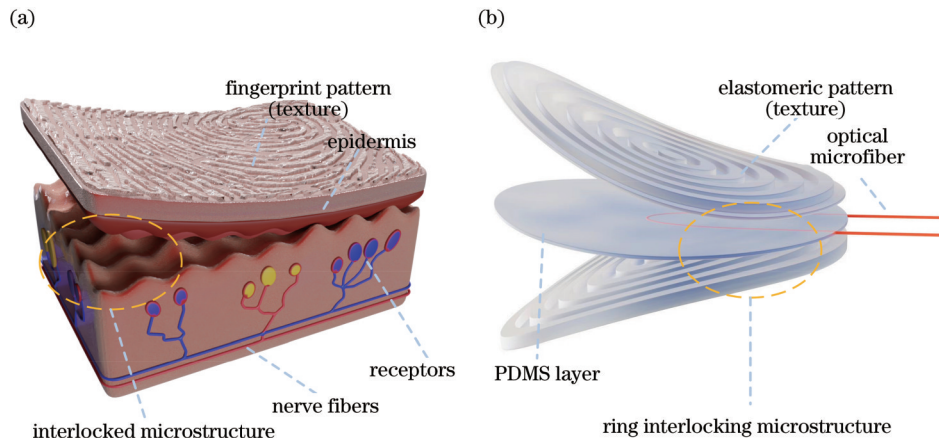 (a)
fingerprint pattern
(texture)
epidermis
receptors
nerve fibers
interlocked microstructure
(b)
elastomeric pattern
(texture)
optical
microfiber
PDMS layer
ring interlocking microstructure